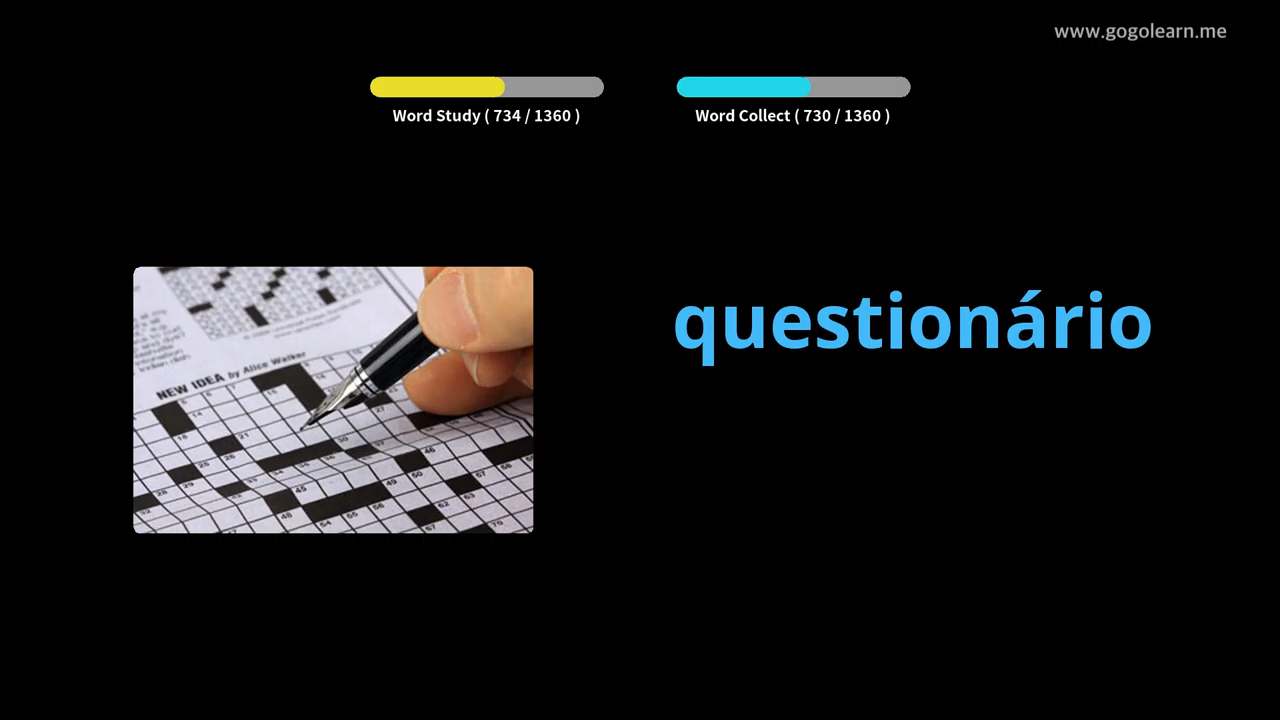 www.gogolearn.me
Word Study ( 734 / 1360 )
Word Collect ( 730 / 1360 )
questionário
NEW IDEA by Alice Walker